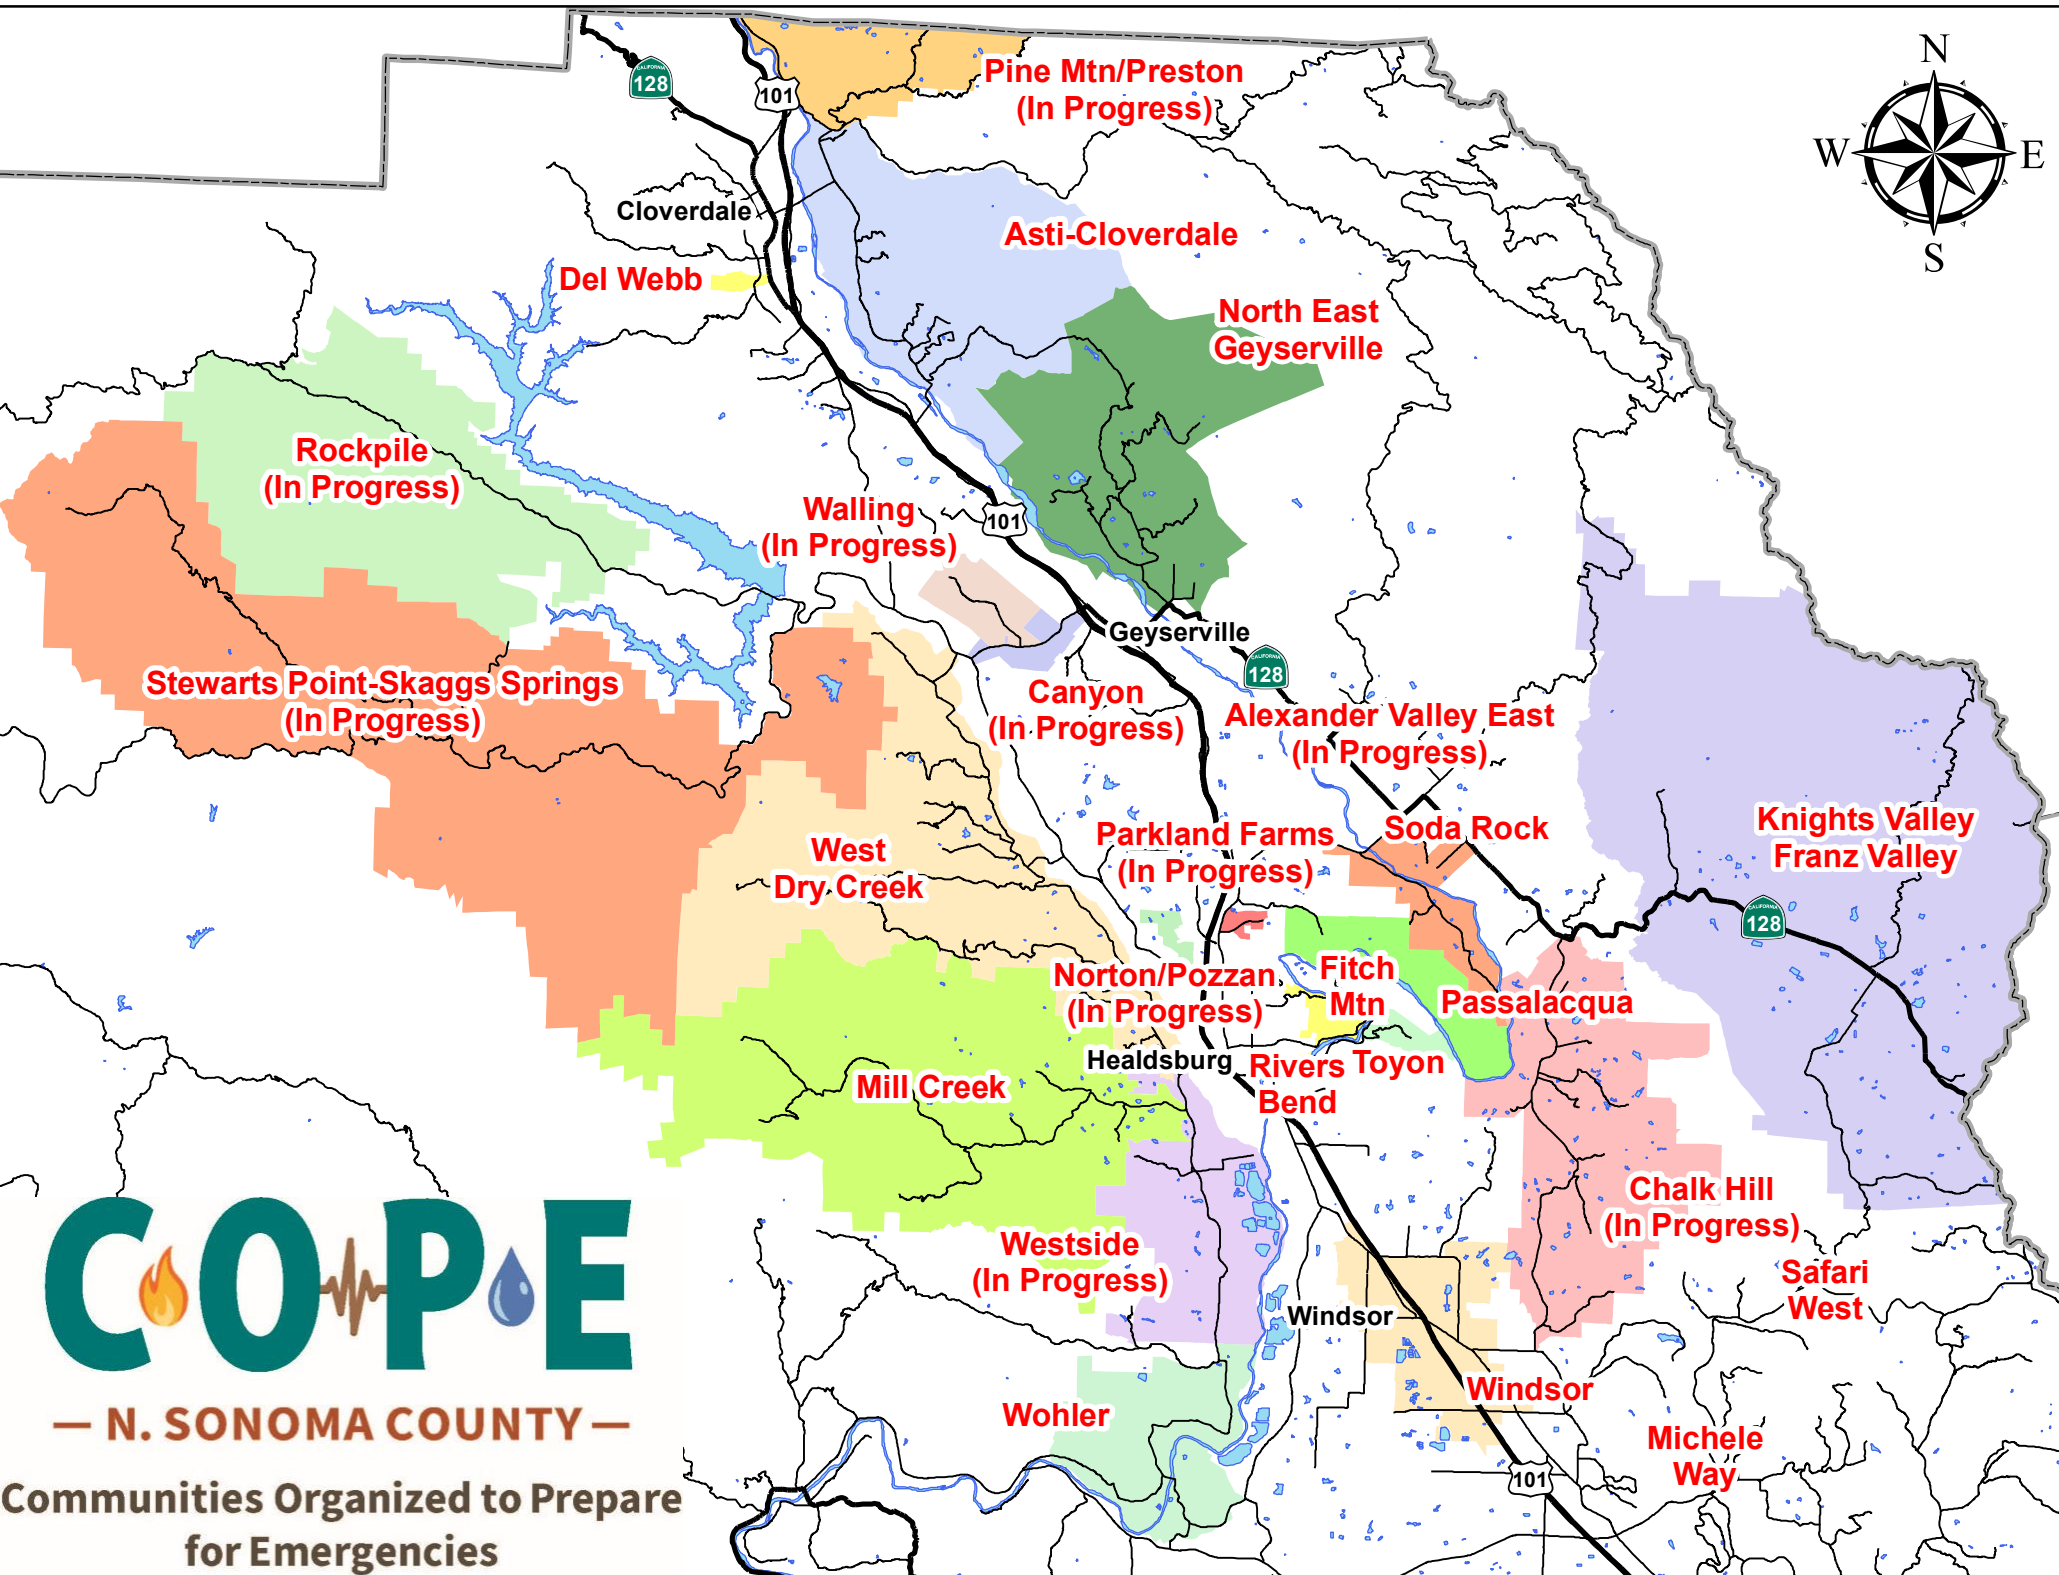 N
W
E
S
CALIFORNIA
128
101
Pine Mtn/Preston
(In Progress)
Cloverdale
Asti-Cloverdale
Del Webb
North East
Geyserville
Rockpile
(In Progress)
Walling
(In Progress)
101
Geyserville
CALIFORNIA
128
Stewarts Point-Skaggs Springs
(In Progress)
Canyon
(In Progress)
Alexander Valley East
(In Progress)
Parkland Farms
(In Progress)
Soda Rock
Knights Valley
Franz Valley
West
Dry Creek
CALIFORNIA
128
Norton/Pozzan
(In Progress)
Fitch
Mtn
Passalacqua
Healdsburg
Rivers
Bend
Toyon
Mill Creek
Chalk Hill
(In Progress)
Westside
(In Progress)
Safari
West
Windsor
Windsor
Wohler
Michele
Way
101
COPE
— N. SONOMA COUNTY —
Communities Organized to Prepare
for Emergencies